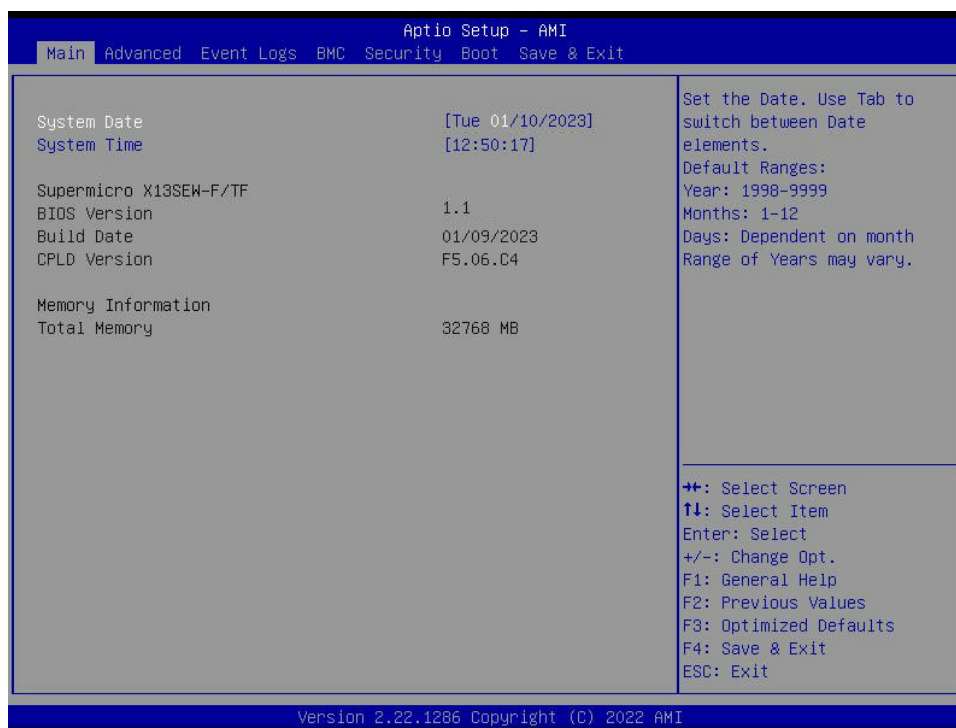 Aptio Setup – AMI
Main Advanced Event Logs BMC Security Boot Save & Exit
System Date [Tue 01/10/2023]
System Time [12:50:17]
Supermicro X13SEW-F/TF
BIOS Version 1.1
Build Date 01/09/2023
CPLD Version F5.06.C4
Memory Information
Total Memory 32768 MB
Set the Date. Use Tab to
switch between Date
elements.
Default Ranges:
Year: 1998-9999
Months: 1-12
Days: Dependent on month
Range of Years may vary.
→←: Select Screen
↑↓: Select Item
Enter: Select
+/-: Change Opt.
F1: General Help
F2: Previous Values
F3: Optimized Defaults
F4: Save & Exit
ESC: Exit
Version 2.22.1286 Copyright (C) 2022 AMI